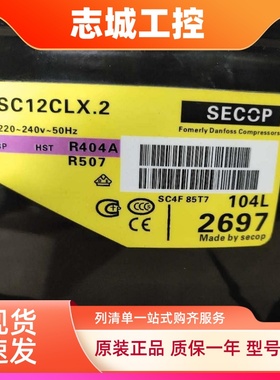 志城工控
SC12CLX.2
SECOP
220-240v~50Hz
Formerly Danfoss Compressors
HST
R404A
R507
SC4F 85T7
104L
2697
Made by secop
现货
速发
列清单一站式购齐服务
原装正品 质保一年 型号